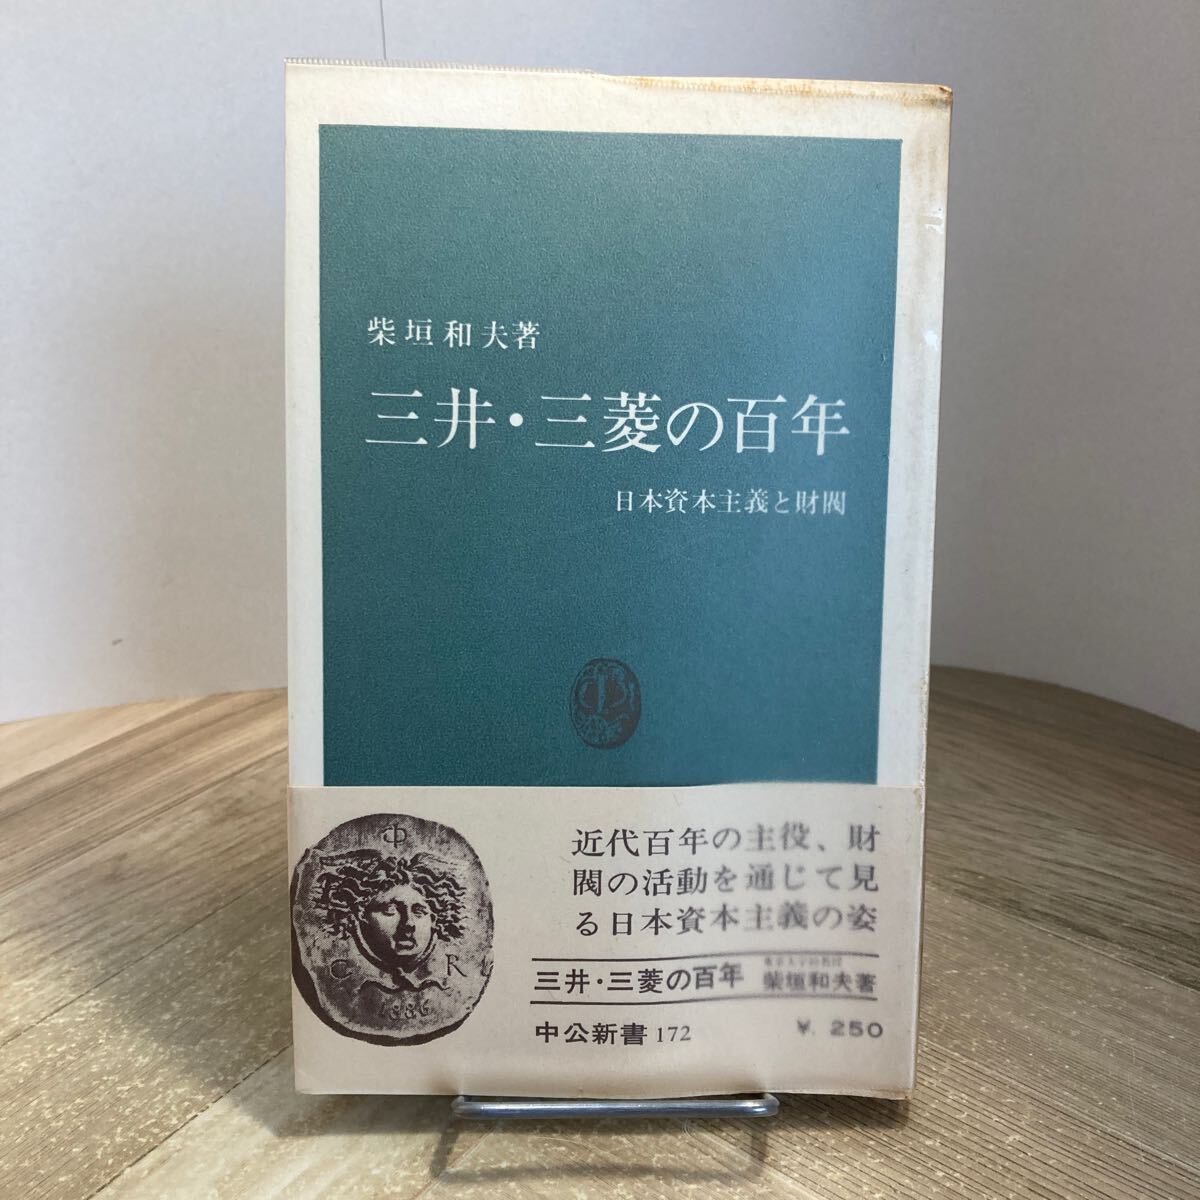 柴垣和夫著
三井・三菱の百年
日本資本主義と財閥
近代百年の主役、財
閥の活動を通じて見
る日本資本主義の姿
三井・三菱の百年
柴垣和夫著
中公新書 172
¥. 250
中
C R
1886